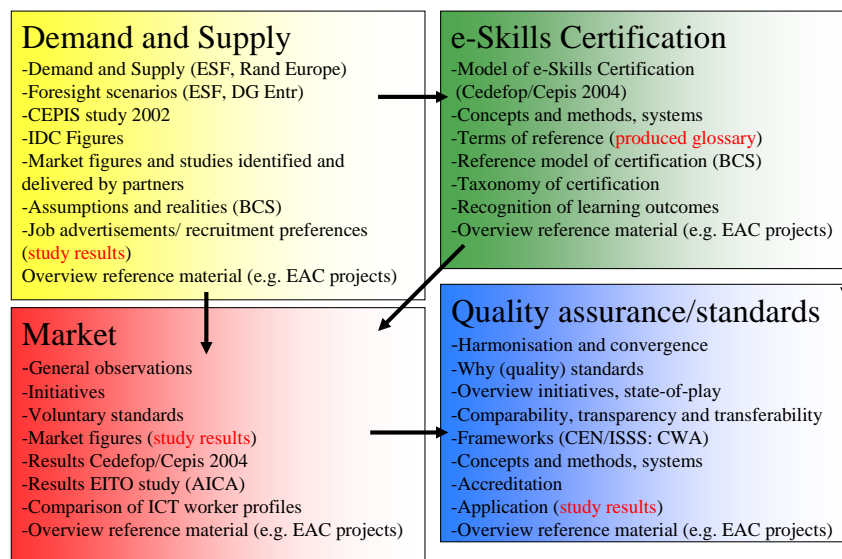 Demand and Supply
-Demand and Supply (ESF, Rand Europe)
-Foresight scenarios (ESF, DG Entr)
-CEPIS study 2002
-IDC Figures
-Market figures and studies identified and
delivered by partners
-Assumptions and realities (BCS)
-Job advertisements/ recruitment preferences
(study results)
Overview reference material (e.g. EAC projects)
e-Skills Certification
-Model of e-Skills Certification
(Cedefop/Cepis 2004)
-Concepts and methods, systems
-Terms of reference (produced glossary)
-Reference model of certification (BCS)
-Taxonomy of certification
-Recognition of learning outcomes
-Overview reference material (e.g. EAC projects)
Market
-General observations
-Initiatives
-Voluntary standards
-Market figures (study results)
-Results Cedefop/Cepis 2004
-Results EITO study (AICA)
-Comparison of ICT worker profiles
-Overview reference material (e.g. EAC projects)
Quality assurance/standards
-Harmonisation and convergence
-Why (quality) standards
-Overview initiatives, state-of-play
-Comparability, transparency and transferability
-Frameworks (CEN/ISSS: CWA)
-Concepts and methods, systems
-Accreditation
-Application (study results)
-Overview reference material (e.g. EAC projects)